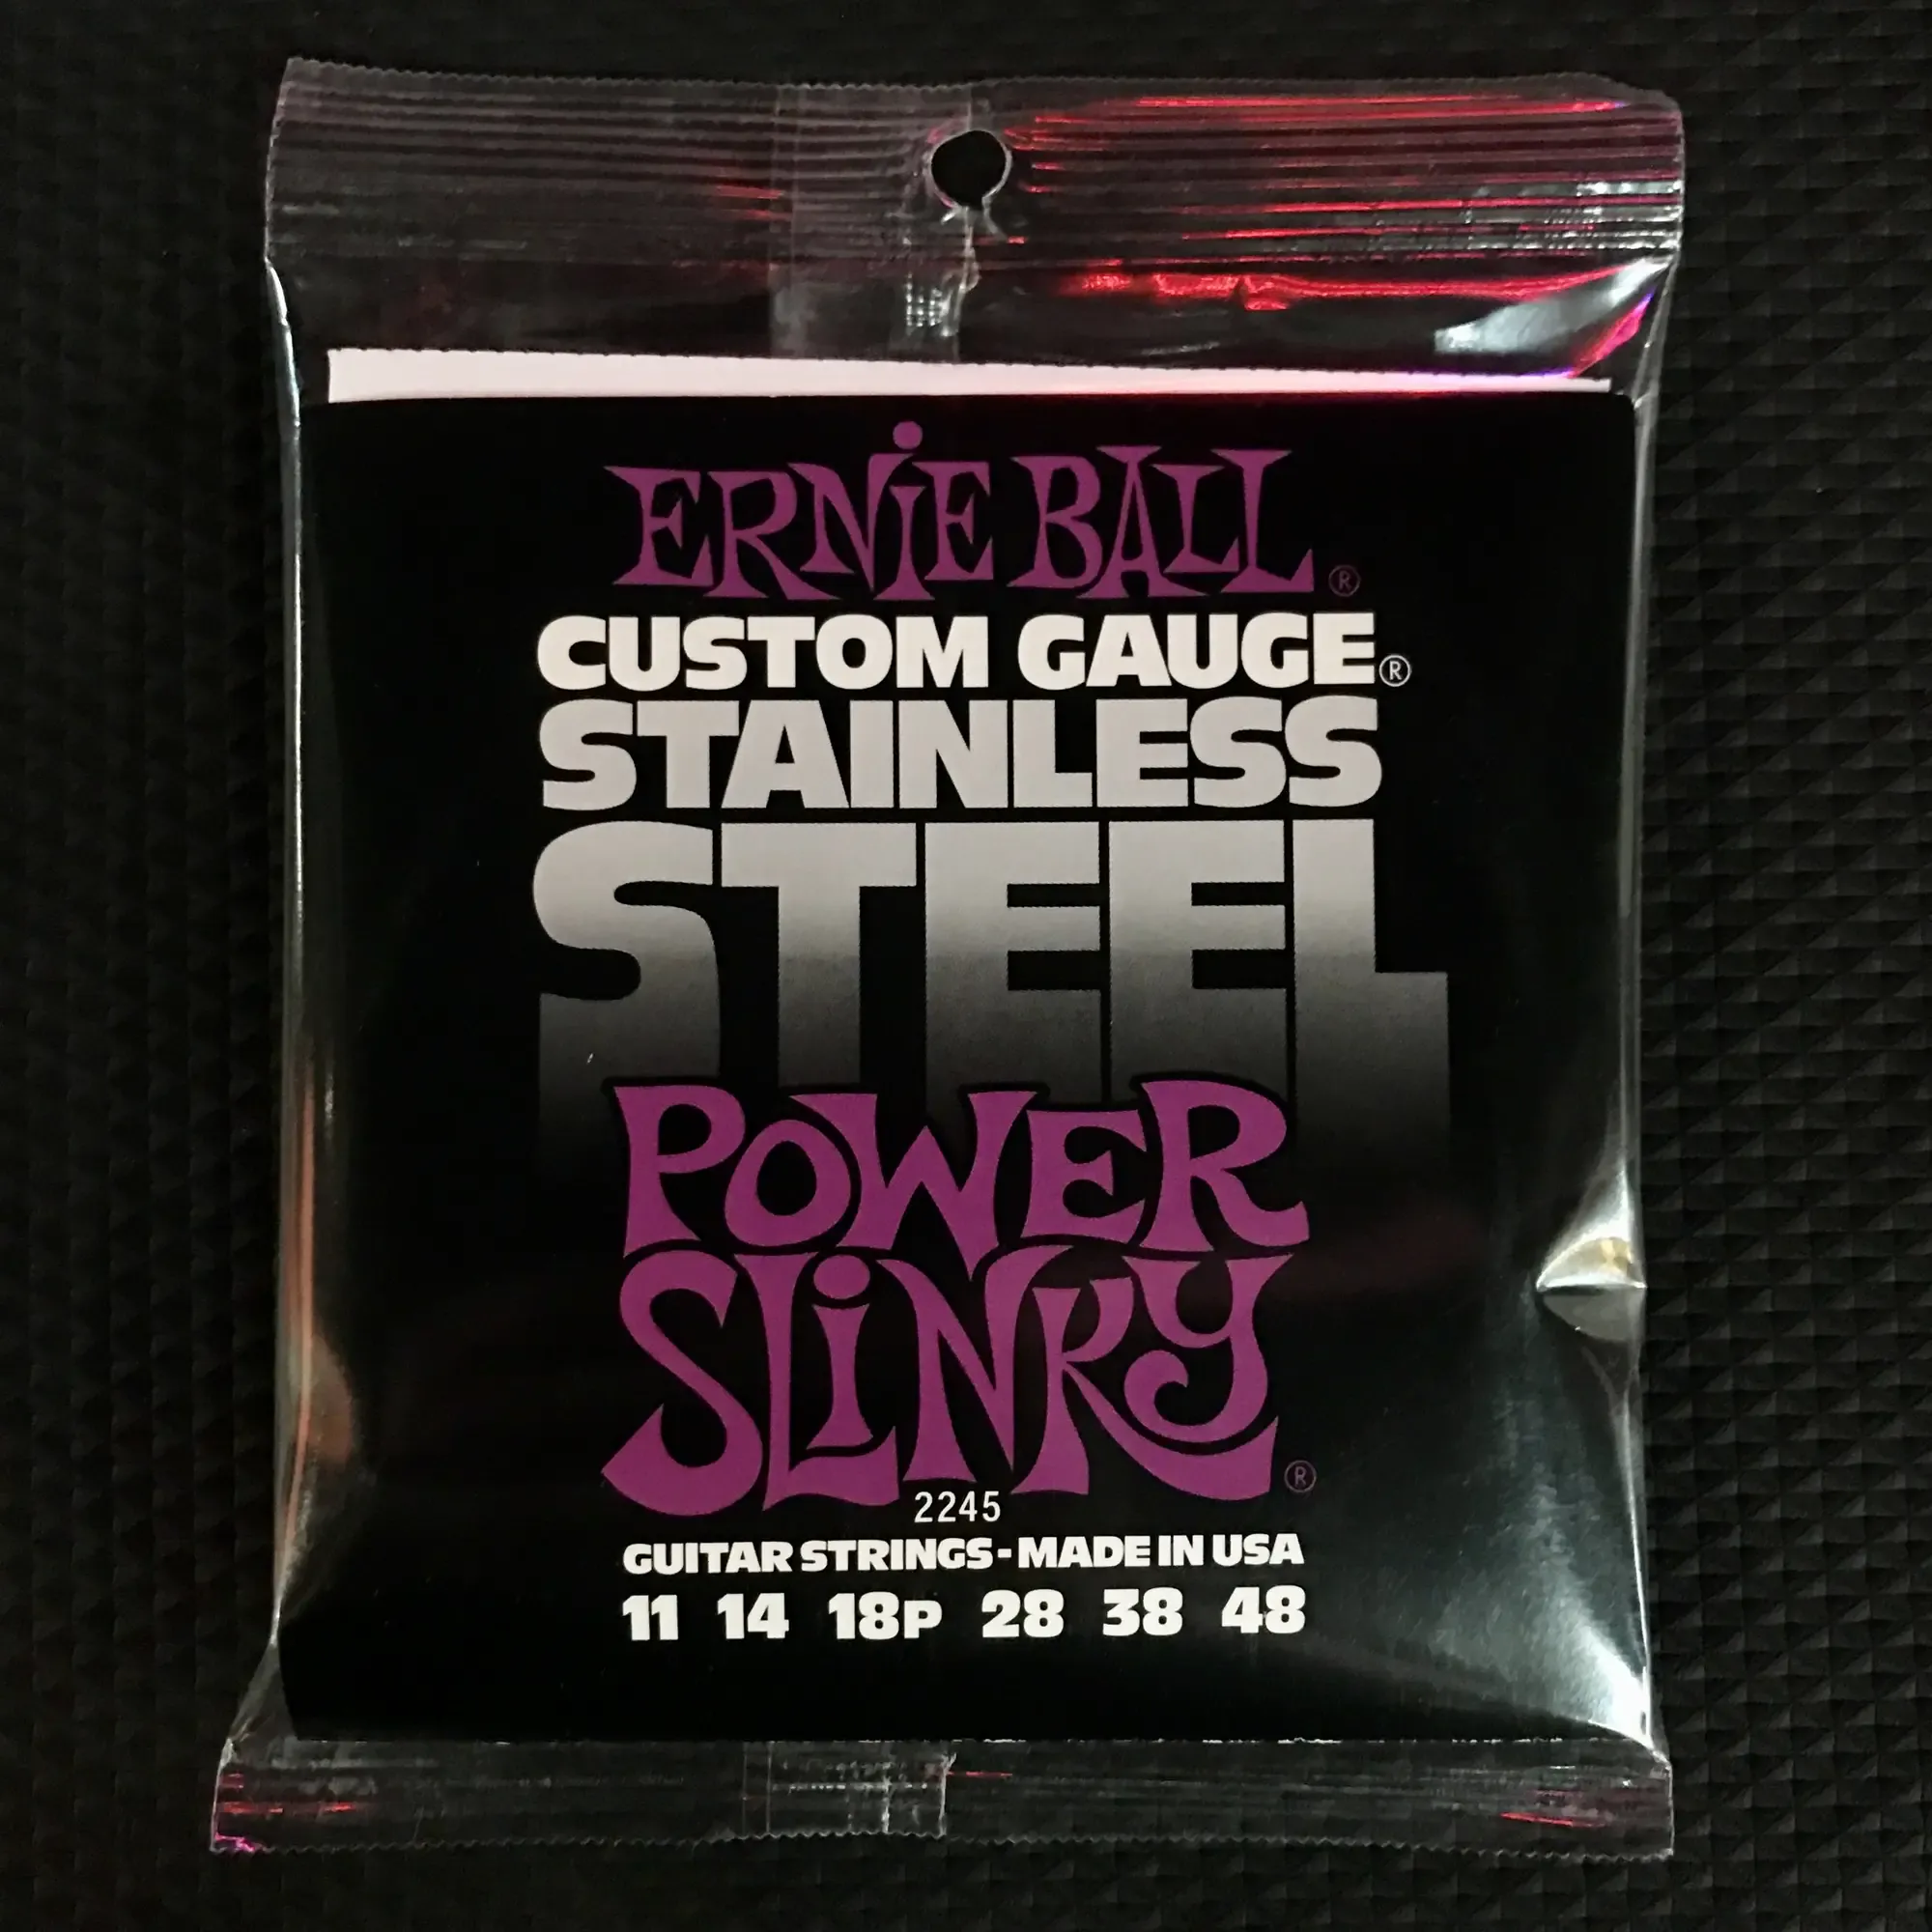 ERNiE BALL®
CUSTOM GAUGE®
STAINLESS
STEEL
POWER
SLiNKY®
2245
GUITAR STRINGS-MADE IN USA
11 14 18P 28 38 48